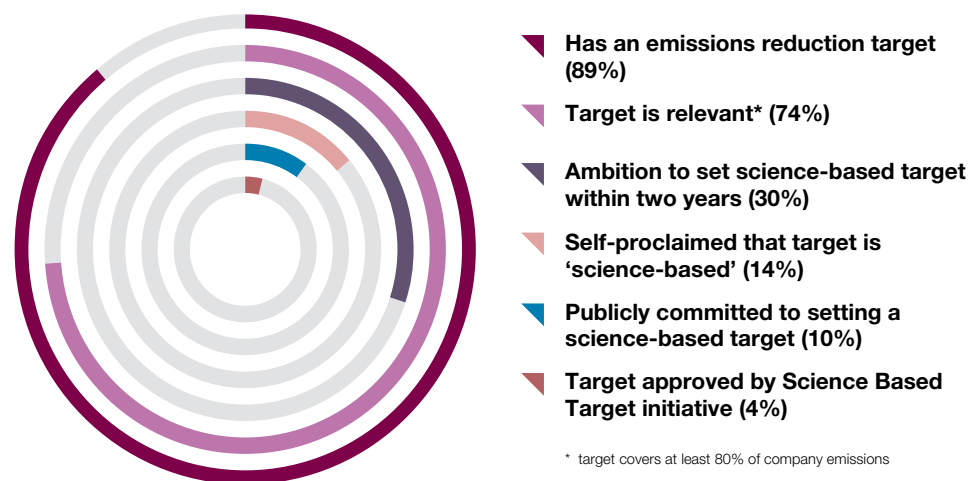 Has an emissions reduction target
(89%)
Target is relevant* (74%)
Ambition to set science-based target
within two years (30%)
Self-proclaimed that target is
‘science-based’ (14%)
Publicly committed to setting a
science-based target (10%)
Target approved by Science Based
Target initiative (4%)
* target covers at least 80% of company emissions